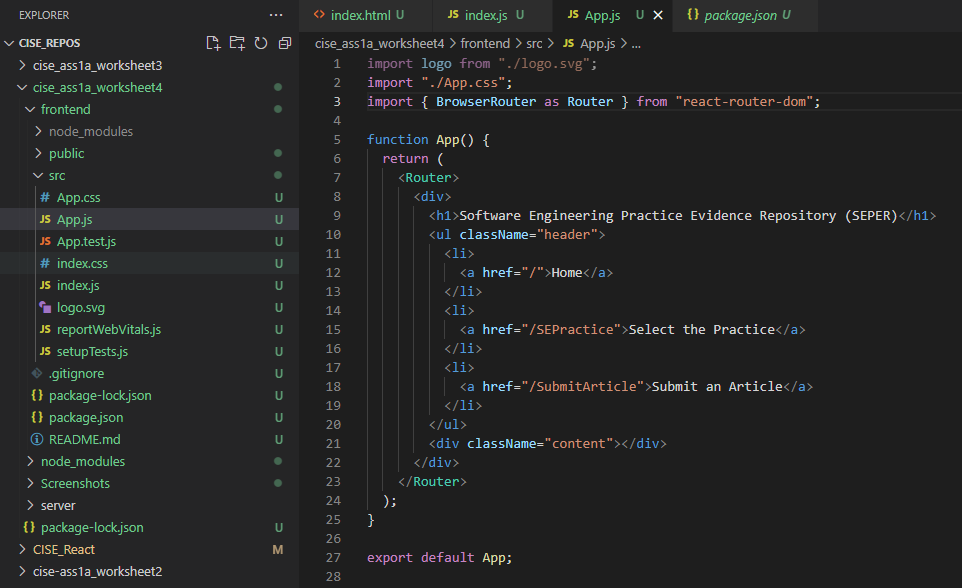 EXPLORER ...
CISE_REPOS
cise_ass1a_worksheet3
cise_ass1a_worksheet4
frontend
node_modules
public
src
# App.css U
JS App.js U
JS App.test.js U
# index.css U
JS index.js U
logo.svg U
JS reportWebVitals.js U
JS setupTests.js U
.gitignore U
{} package-lock.json U
{} package.json U
README.md U
node_modules
Screenshots
server
{} package-lock.json U
CISE_React M
cise-ass1a_worksheet2
<> index.html U JS index.js U JS App.js U × {} package.json U
cise_ass1a_worksheet4 > frontend > src > JS App.js > ...
1 import logo from "./logo.svg";
2 import "./App.css";
3 import { BrowserRouter as Router } from "react-router-dom";
4
5 function App() {
6 return (
7 <Router>
8 <div>
9 <h1>Software Engineering Practice Evidence Repository (SEPER)</h1>
10 <ul className="header">
11 <li>
12 <a href="/">Home</a>
13 </li>
14 <li>
15 <a href="/SEPractice">Select the Practice</a>
16 </li>
17 <li>
18 <a href="/SubmitArticle">Submit an Article</a>
19 </li>
20 </ul>
21 <div className="content"></div>
22 </div>
23 </Router>
24 );
25 }
26
27 export default App;
28